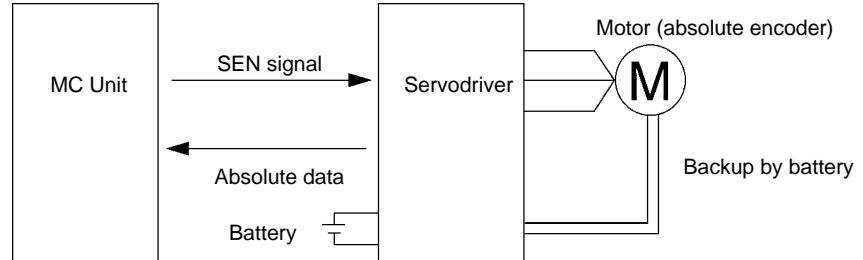 Motor (absolute encoder)
MC Unit
SEN signal
Servodriver
M
Absolute data
Backup by battery
Battery